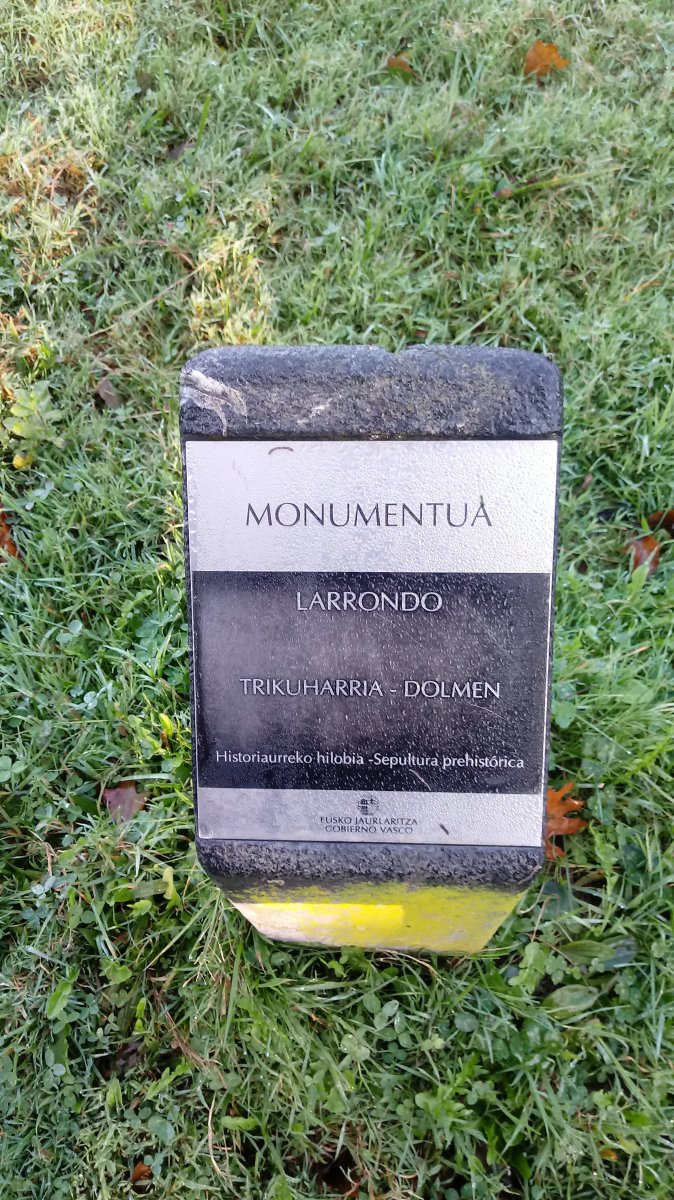 MONUMENTUA
LARRONDO
TRIKUHARRIA - DOLMEN
Historiaurreko hilobia -Sepultura prehistórica
EUSKO JAURLARITZA
GOBIERNO VASCO